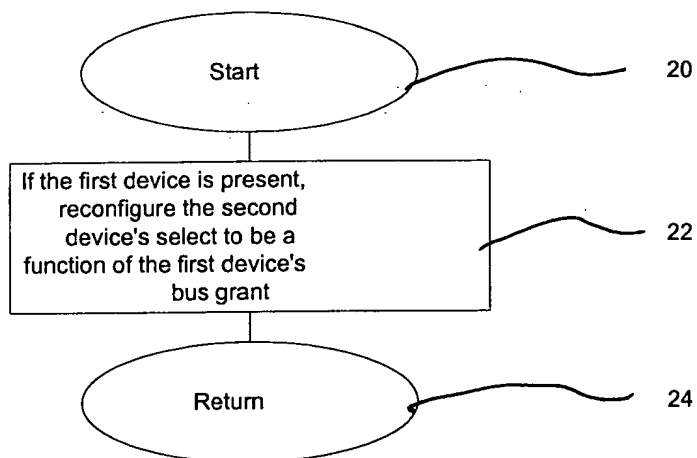 Start
20
If the first device is present,
reconfigure the second
device's select to be a
function of the first device's
bus grant
22
Return
24